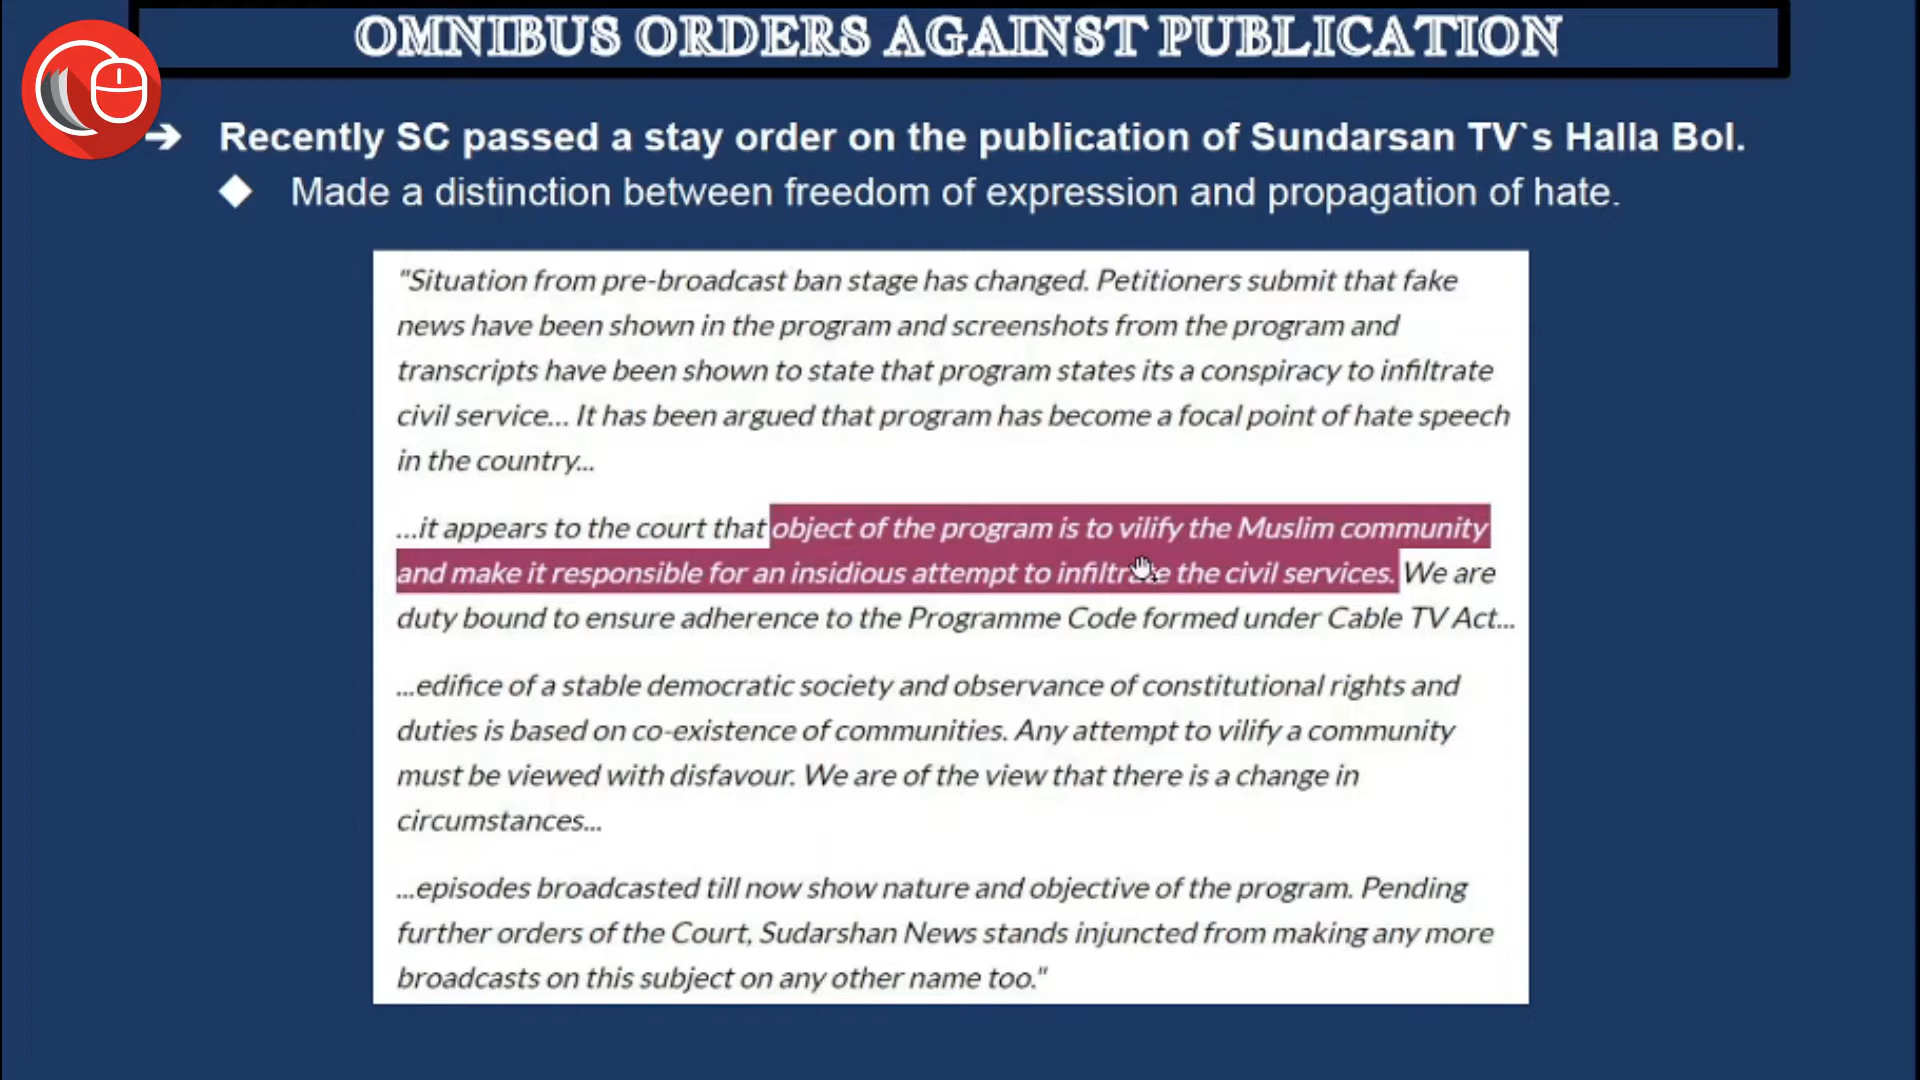 OMNIBUS ORDERS AGAINST PUBLICATION
Recently SC passed a stay order on the publication of Sundarsan TV`s Halla Bol.
Made a distinction between freedom of expression and propagation of hate.
"Situation from pre-broadcast ban stage has changed. Petitioners submit that fake
news have been shown in the program and screenshots from the program and
transcripts have been shown to state that program states its a conspiracy to infiltrate
civil service... It has been argued that program has become a focal point of hate speech
in the country...
...it appears to the court that object of the program is to vilify the Muslim community
and make it responsible for an insidious attempt to infiltrate the civil services. We are
duty bound to ensure adherence to the Programme Code formed under Cable TV Act...
...edifice of a stable democratic society and observance of constitutional rights and
duties is based on co-existence of communities. Any attempt to vilify a community
must be viewed with disfavour. We are of the view that there is a change in
circumstances...
...episodes broadcasted till now show nature and objective of the program. Pending
further orders of the Court, Sudarshan News stands injuncted from making any more
broadcasts on this subject on any other name too."